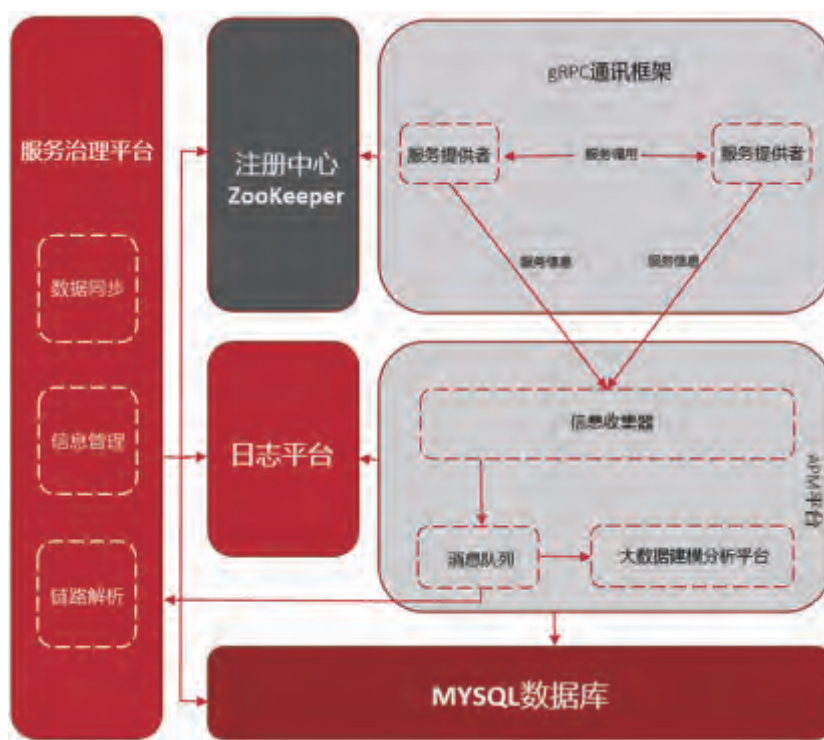 服务治理平台
数据同步
信息管理
链路解析
注册中心
ZooKeeper
gRPC通讯框架
服务提供者
服务调用
服务提供者
服务信息
服务信息
日志平台
信息收集器
消息队列
大数据建模分析平台
APM平台
MYSQL数据库